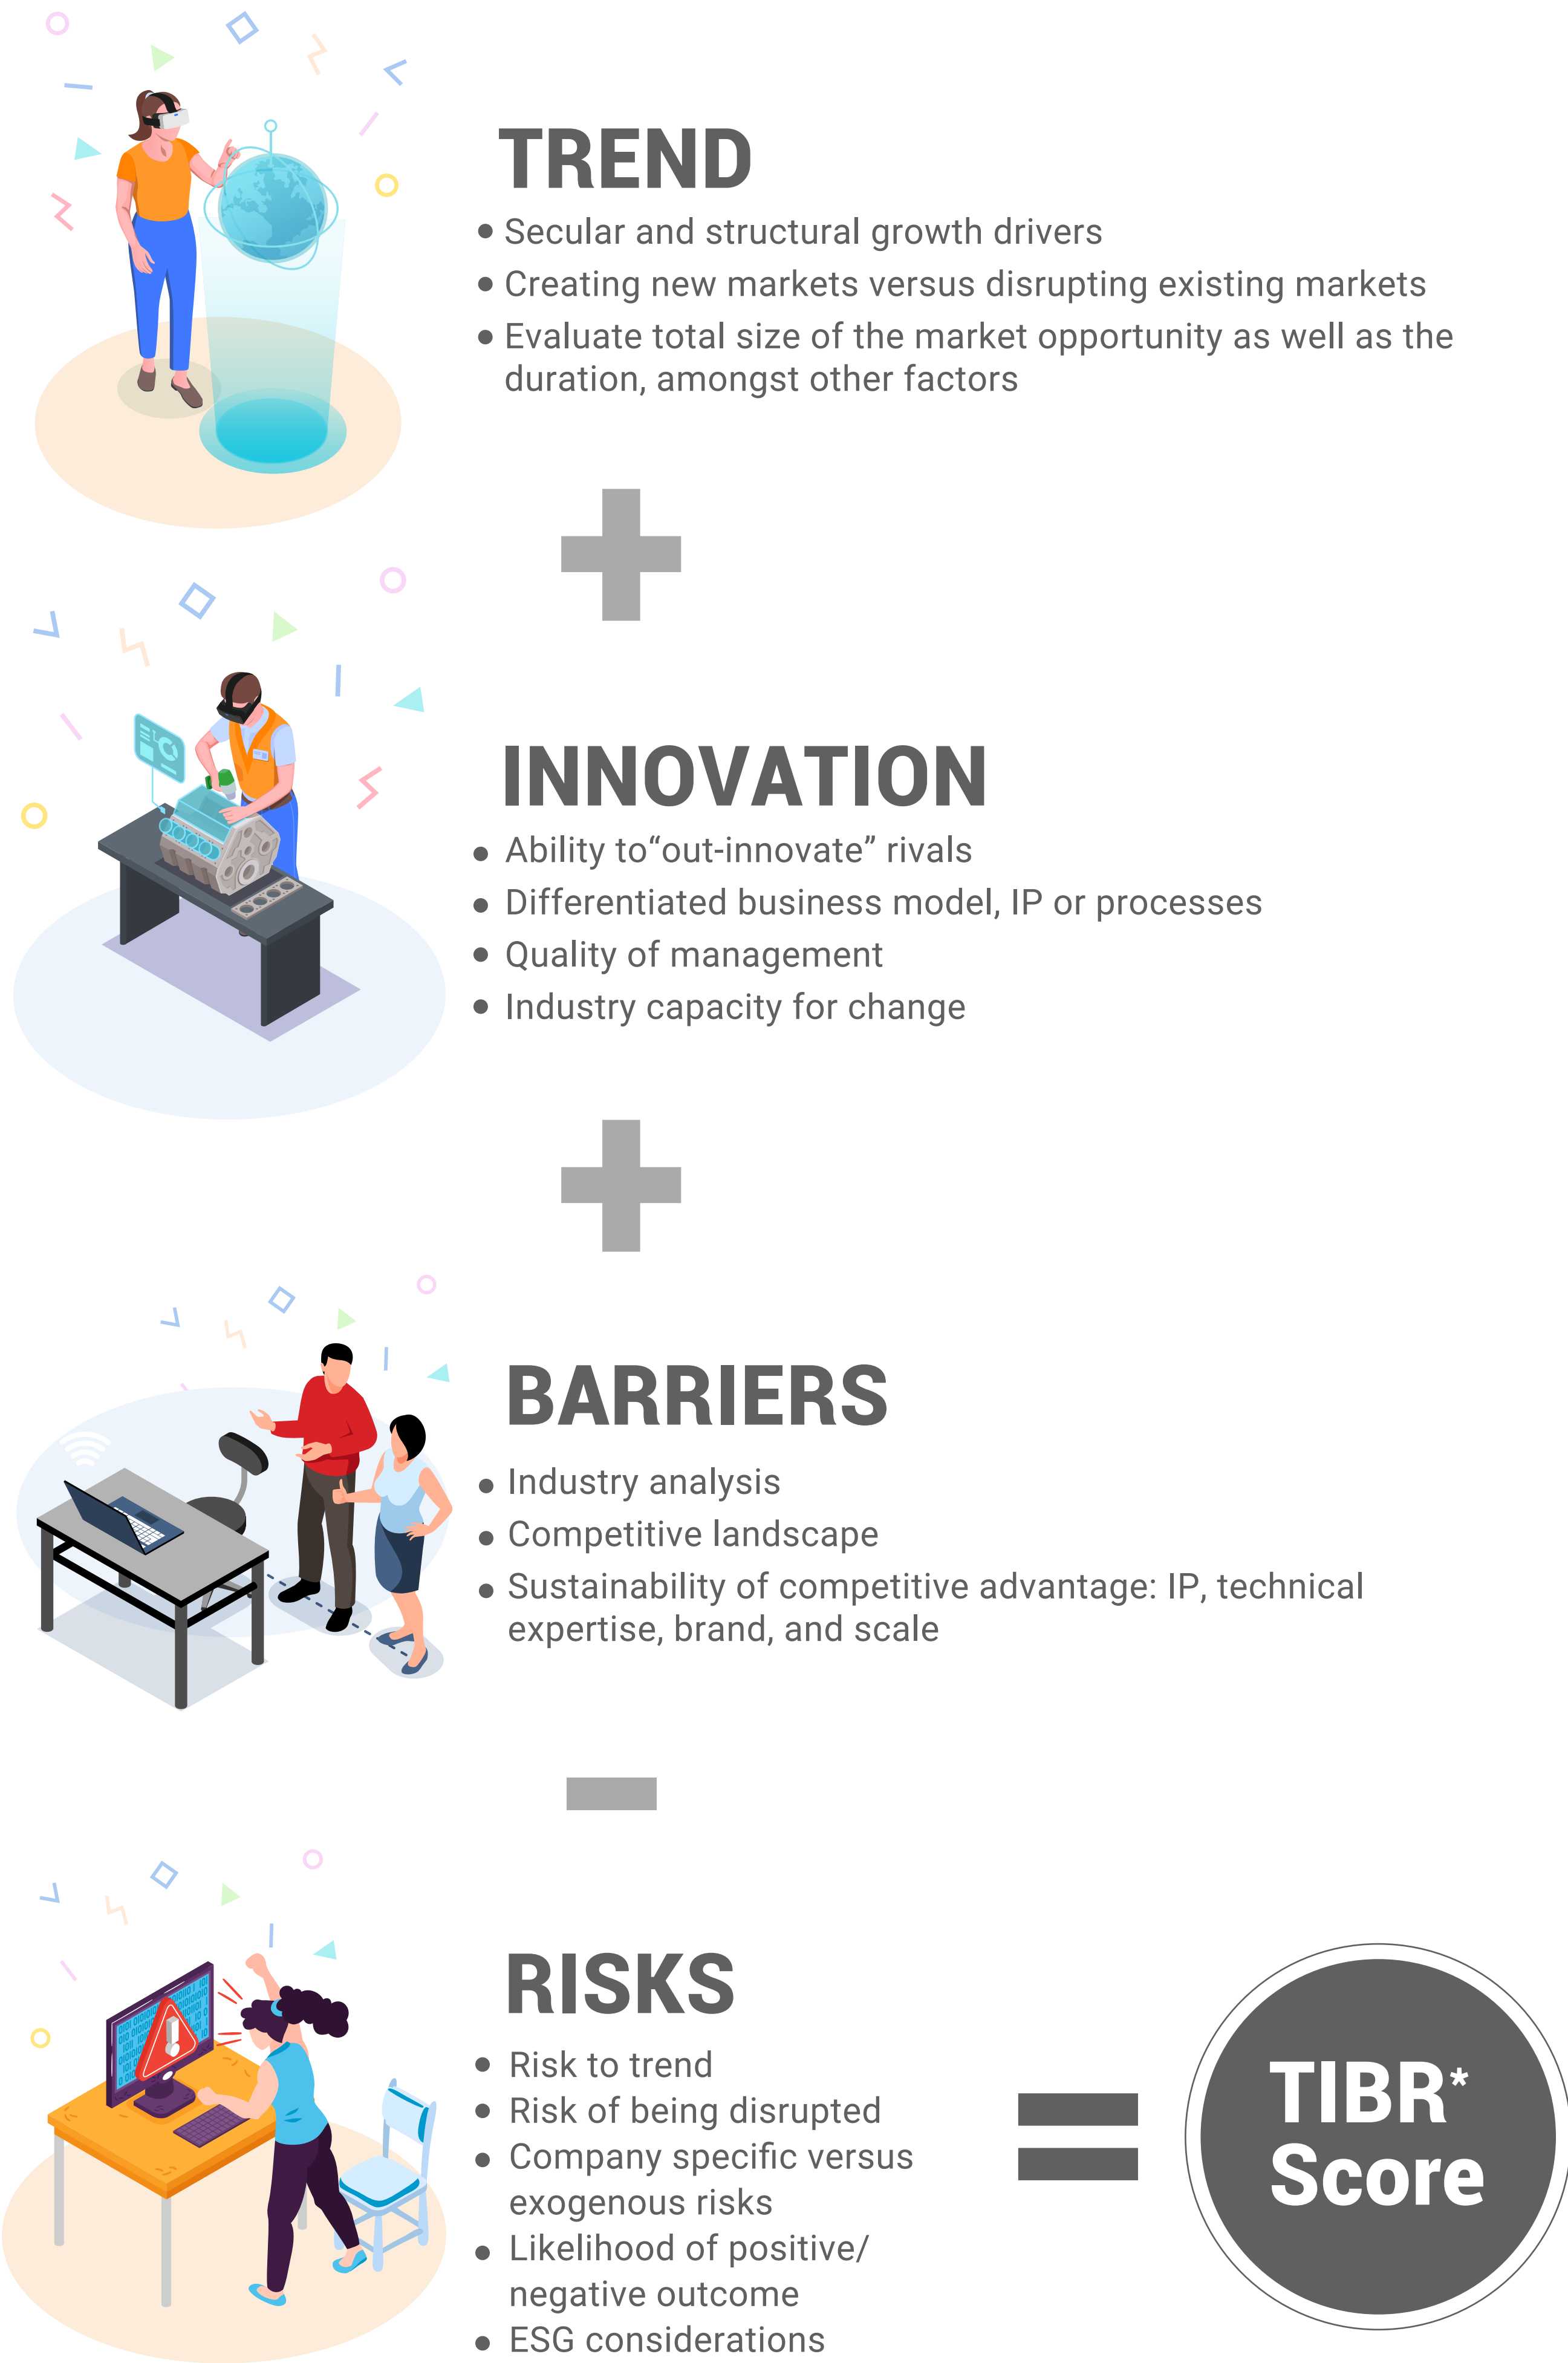 TREND
• Secular and structural growth drivers
• Creating new markets versus disrupting existing markets
• Evaluate total size of the market opportunity as well as the
duration, amongst other factors
+
INNOVATION
• Ability to“out-innovate” rivals
• Differentiated business model, IP or processes
• Quality of management
• Industry capacity for change
+
BARRIERS
• Industry analysis
• Competitive landscape
• Sustainability of competitive advantage: IP, technical
expertise, brand, and scale
−
RISKS
• Risk to trend
• Risk of being disrupted
• Company specific versus
exogenous risks
• Likelihood of positive/
negative outcome
• ESG considerations
=
TIBR*
Score